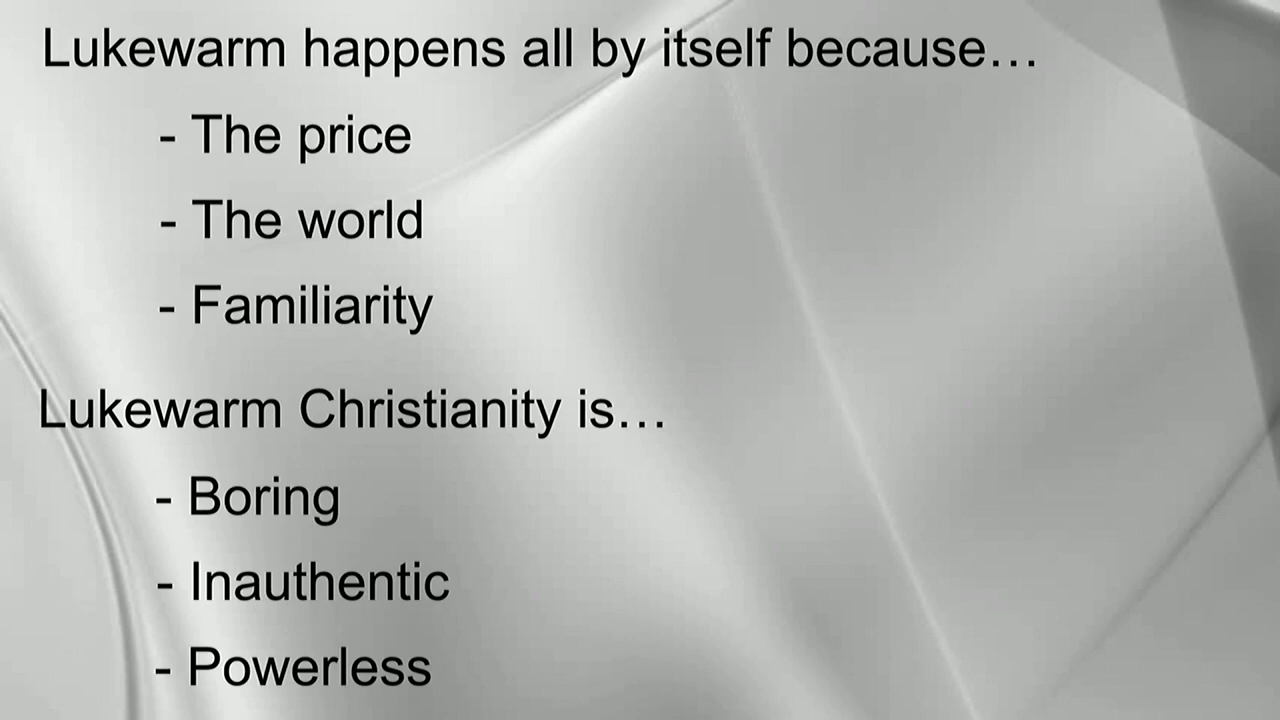 Lukewarm happens all by itself because…
- The price
- The world
- Familiarity
Lukewarm Christianity is…
- Boring
- Inauthentic
- Powerless